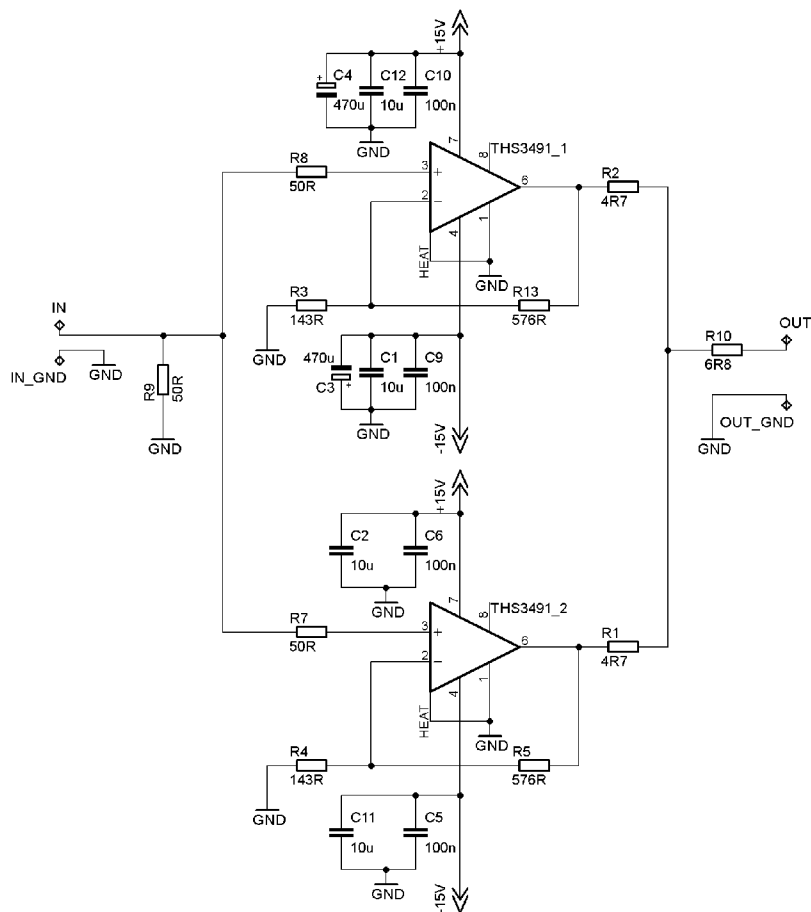 +15V
C4
470u
+
C12
10u
C10
100n
GND
7
8
THS3491_1
R8
50R
3
+
2
−
6
4
1
HEAT
GND
R2
4R7
R3
143R
R13
576R
GND
IN
IN_GND
GND
R9
50R
GND
470u
C3
+
C1
10u
C9
100n
GND
-15V
R10
6R8
OUT
OUT_GND
GND
+15V
C2
10u
C6
100n
GND
7
8
THS3491_2
R7
50R
3
+
2
−
6
4
1
HEAT
GND
R1
4R7
R4
143R
R5
576R
GND
C11
10u
C5
100n
GND
-15V